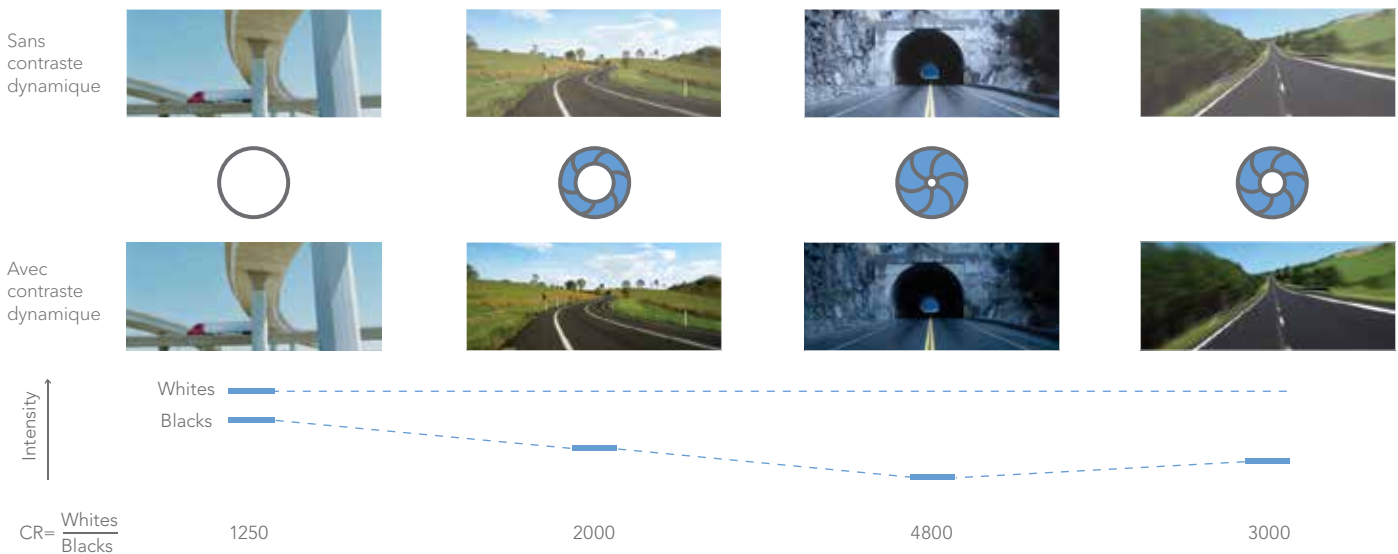 Sans
contraste
dynamique
Avec
contraste
dynamique
Intensity
Whites
Blacks
CR= Whites
Blacks
1250
2000
4800
3000